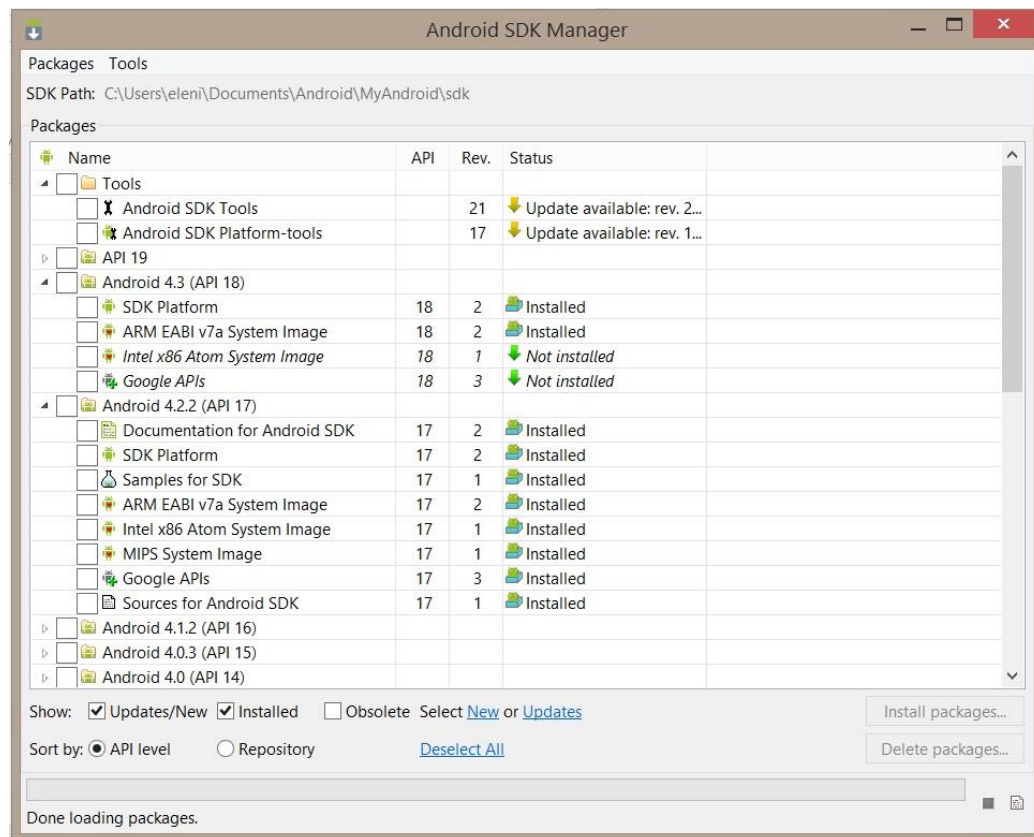 Android SDK Manager
Packages Tools
SDK Path: C:\Users\eleni\Documents\Android\MyAndroid\sdk
Packages
Name API Rev. Status
Tools
Android SDK Tools 21 Update available: rev. 2...
Android SDK Platform-tools 17 Update available: rev. 1...
API 19
Android 4.3 (API 18)
SDK Platform 18 2 Installed
ARM EABI v7a System Image 18 2 Installed
Intel x86 Atom System Image 18 1 Not installed
Google APIs 18 3 Not installed
Android 4.2.2 (API 17)
Documentation for Android SDK 17 2 Installed
SDK Platform 17 2 Installed
Samples for SDK 17 1 Installed
ARM EABI v7a System Image 17 2 Installed
Intel x86 Atom System Image 17 1 Installed
MIPS System Image 17 1 Installed
Google APIs 17 3 Installed
Sources for Android SDK 17 1 Installed
Android 4.1.2 (API 16)
Android 4.0.3 (API 15)
Android 4.0 (API 14)
Show: Updates/New Installed Obsolete Select New or Updates Install packages...
Sort by: API level Repository Deselect All Delete packages...
Done loading packages.